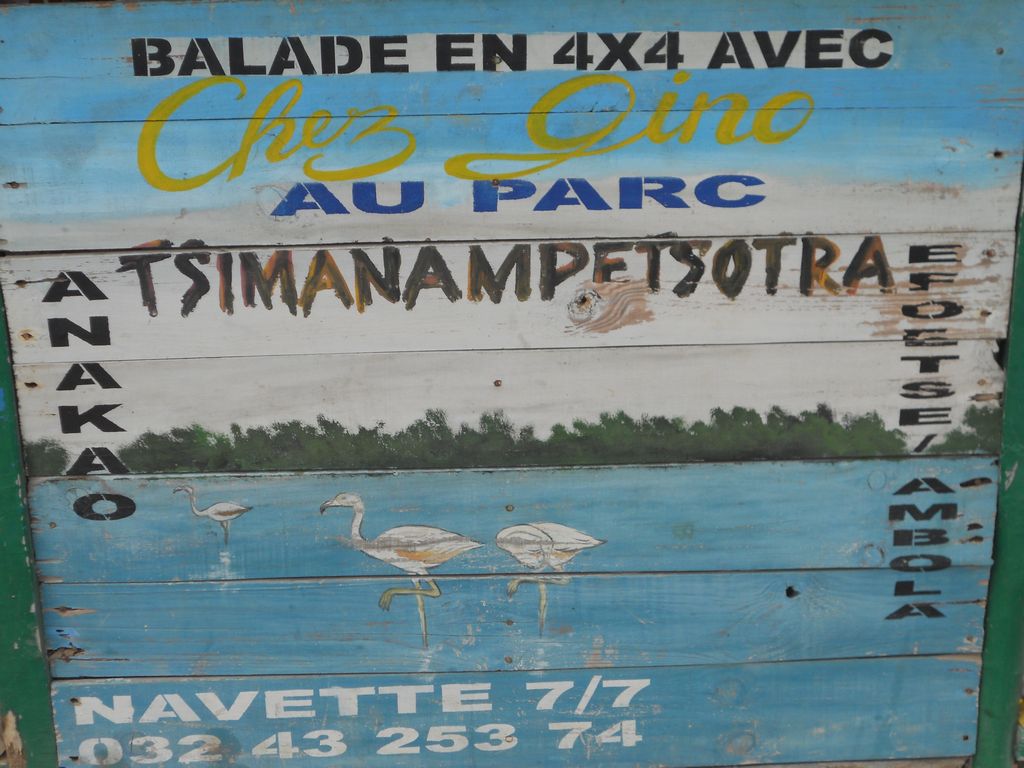 BALADE EN 4X4 AVEC
Chez Gino
AU PARC
TSIMANAMPETSOTRA
ANAKAO
EFOETSE/AMBOLA
NAVETTE 7/7
032 43 253 74